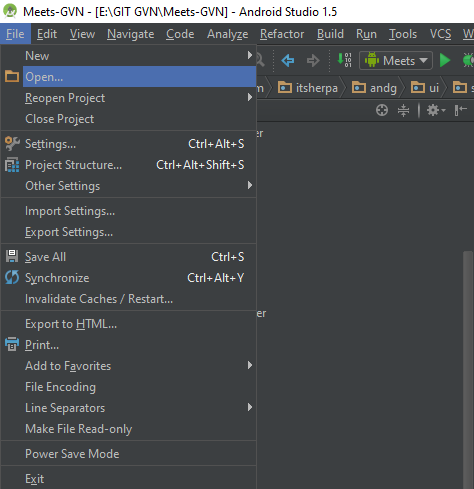 Meets-GVN - [E:\GIT GVN\Meets-GVN] - Android Studio 1.5
File Edit View Navigate Code Analyze Refactor Build Run Tools VCS
Meets
New
Open...
itsherpa andg ui
Reopen Project
Close Project
Settings... Ctrl+Alt+S
Project Structure... Ctrl+Alt+Shift+S
Other Settings
Import Settings...
Export Settings...
Save All Ctrl+S
Synchronize Ctrl+Alt+Y
Invalidate Caches / Restart...
Export to HTML...
Print...
Add to Favorites
File Encoding
Line Separators
Make File Read-only
Power Save Mode
Exit